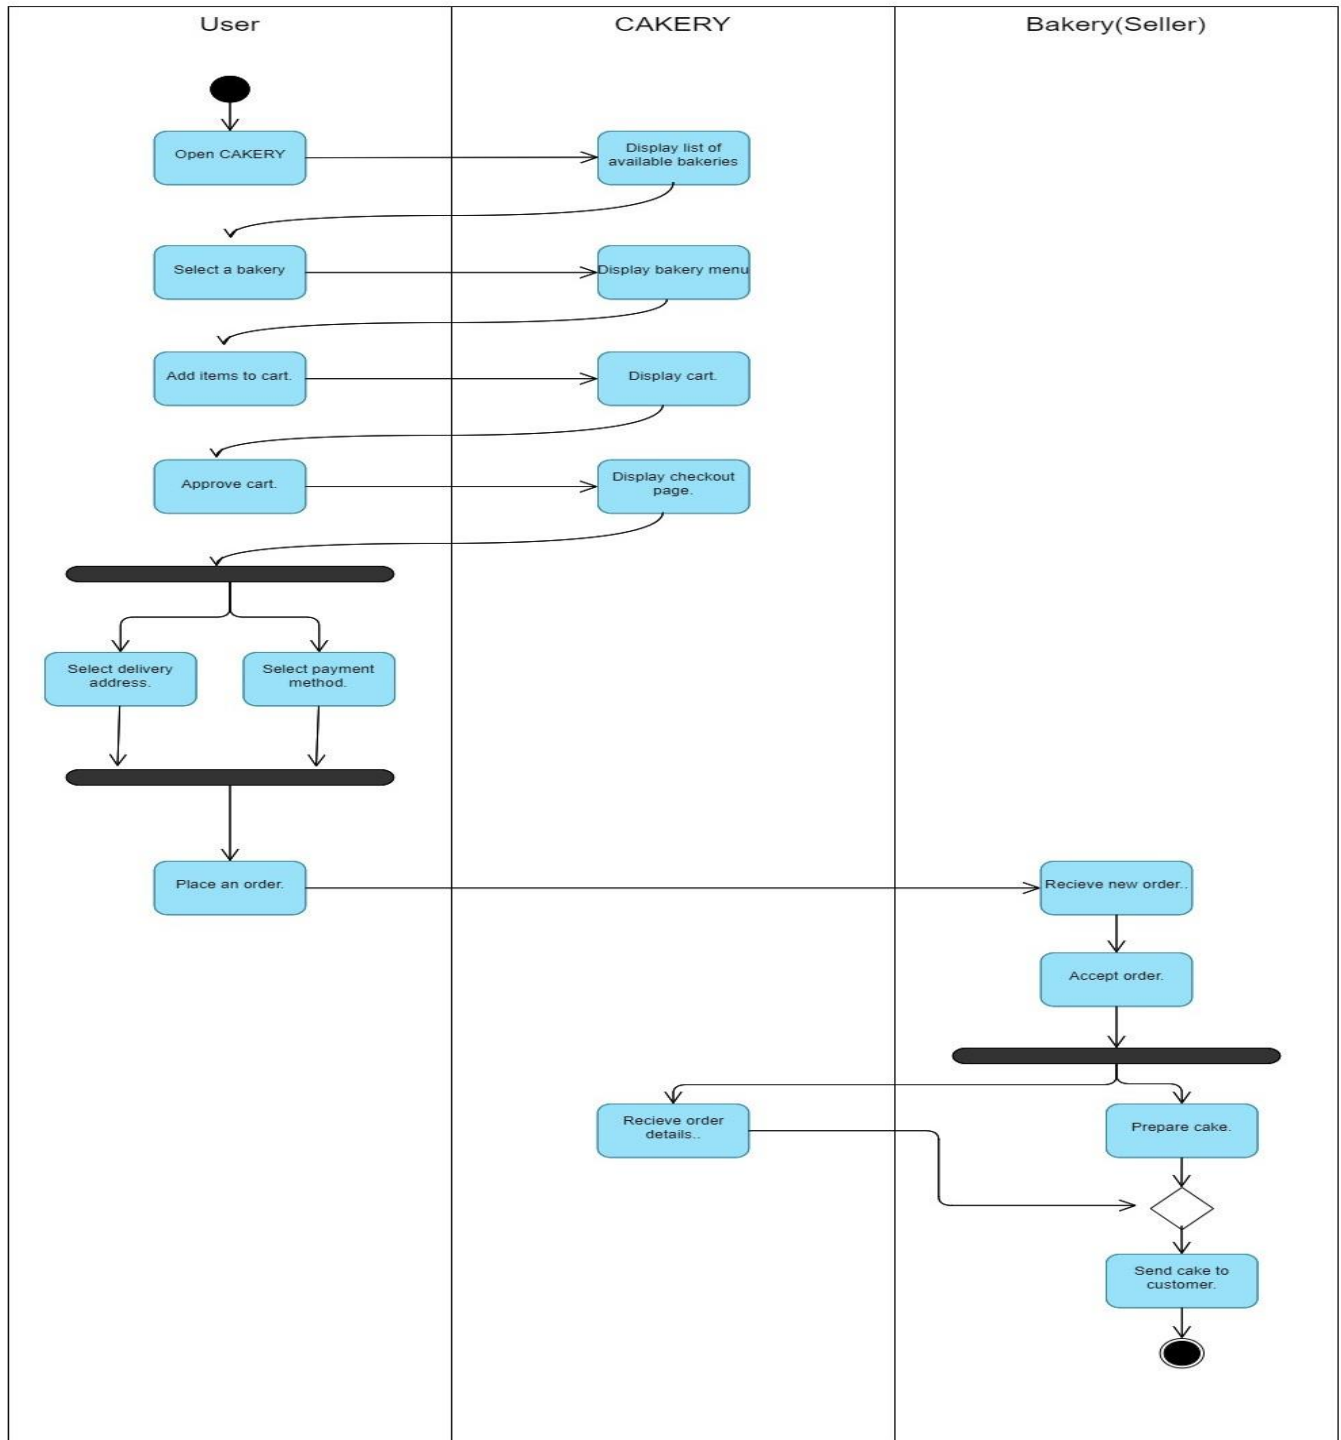 User
CAKERY
Bakery(Seller)
Open CAKERY
Display list of
available bakeries
Select a bakery
Display bakery menu
Add items to cart.
Display cart.
Approve cart.
Display checkout
page.
Select delivery
address.
Select payment
method.
Place an order.
Recieve new order..
Accept order.
Recieve order
details..
Prepare cake.
Send cake to
customer.